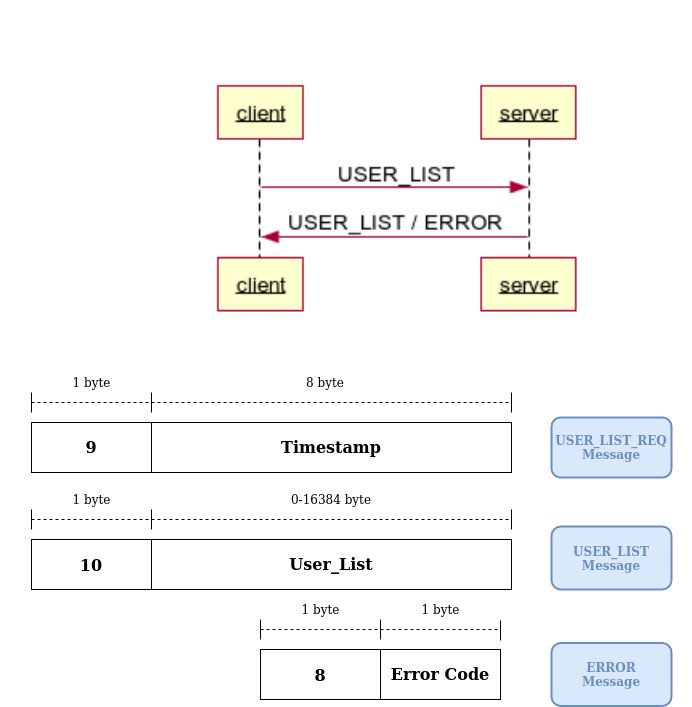 client
server
USER_LIST
USER_LIST / ERROR
client
server
1 byte
8 byte
9
Timestamp
USER_LIST_REQ
Message
1 byte
0-16384 byte
10
User_List
USER_LIST
Message
1 byte
1 byte
8
Error Code
ERROR
Message